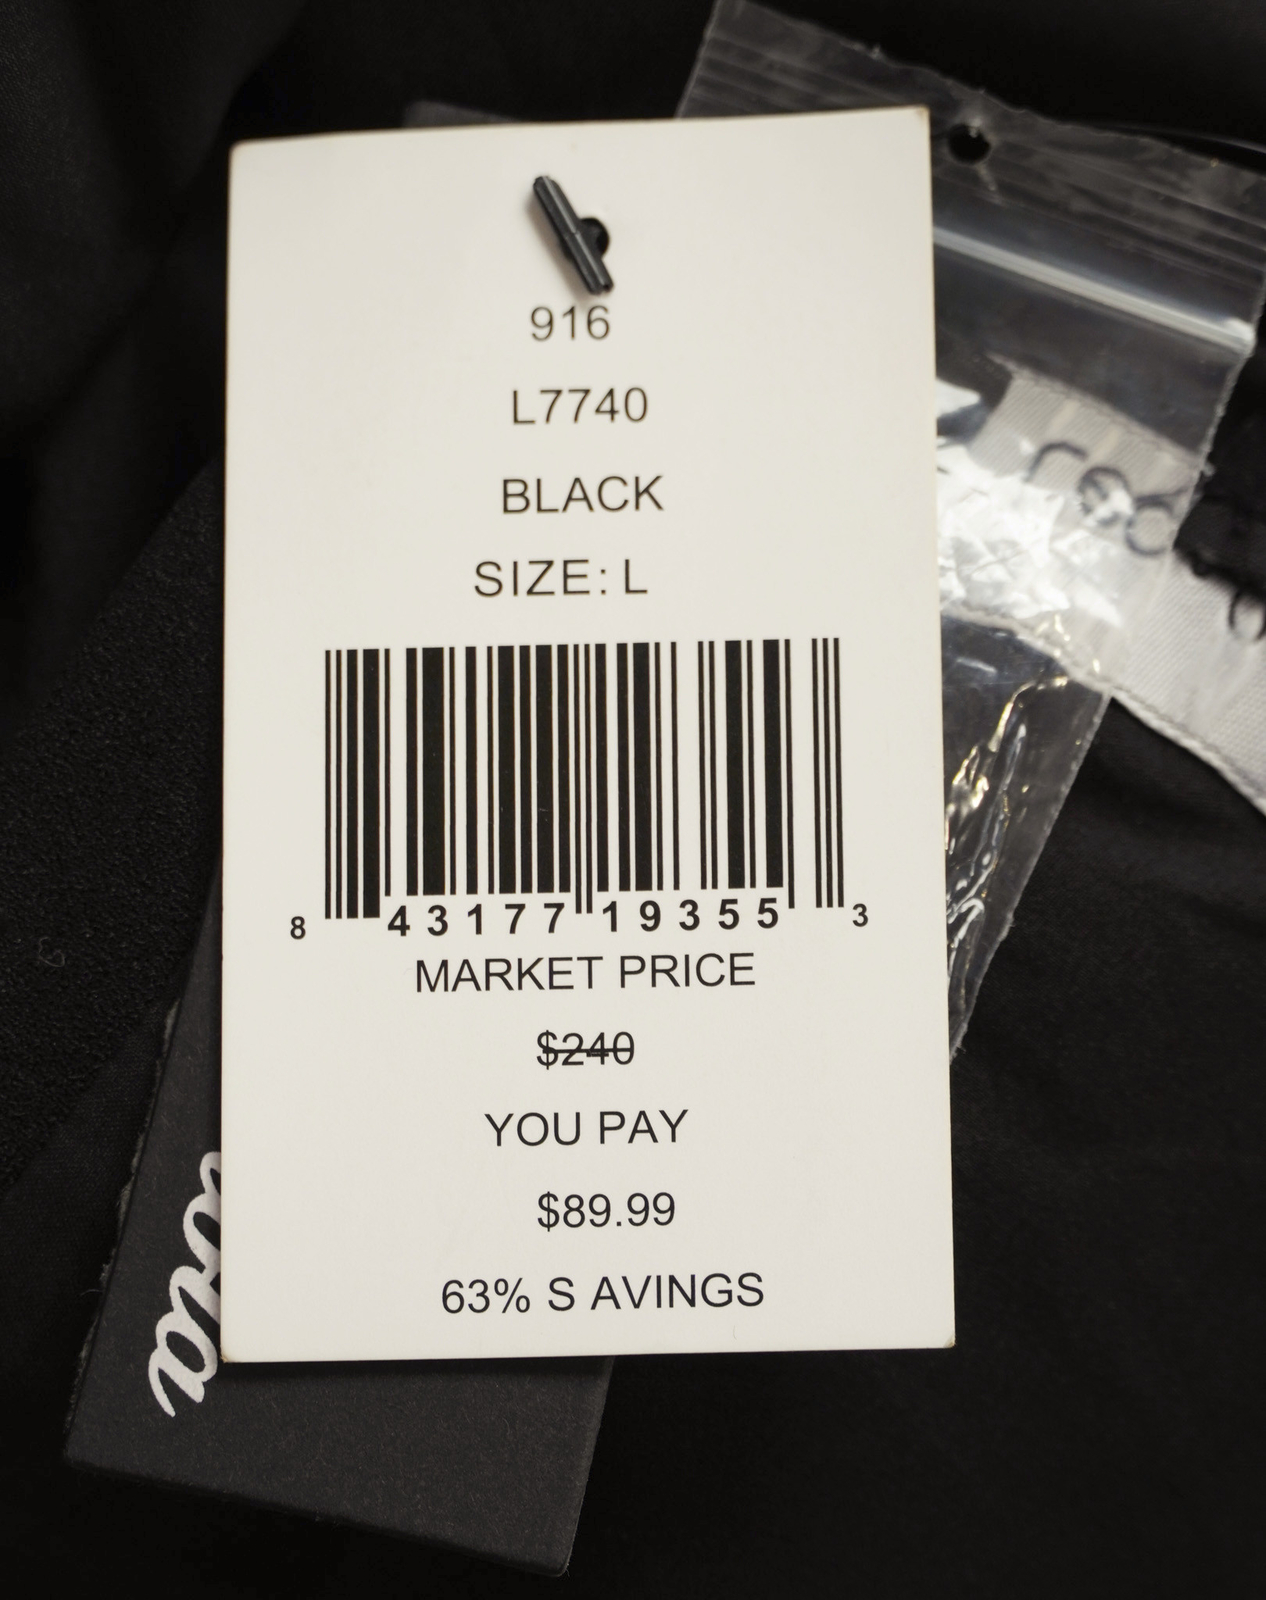 916
L7740
BLACK
SIZE: L
8 43177 19355 3
MARKET PRICE
$240
YOU PAY
$89.99
63% S AVINGS